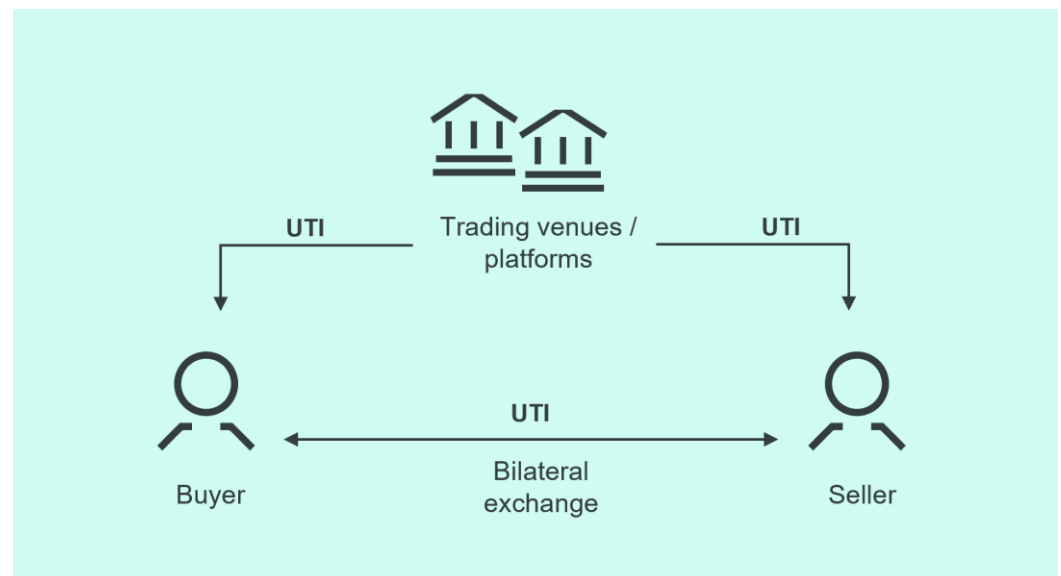 UTI
Trading venues /
platforms
UTI
UTI
Bilateral
exchange
Buyer
Seller